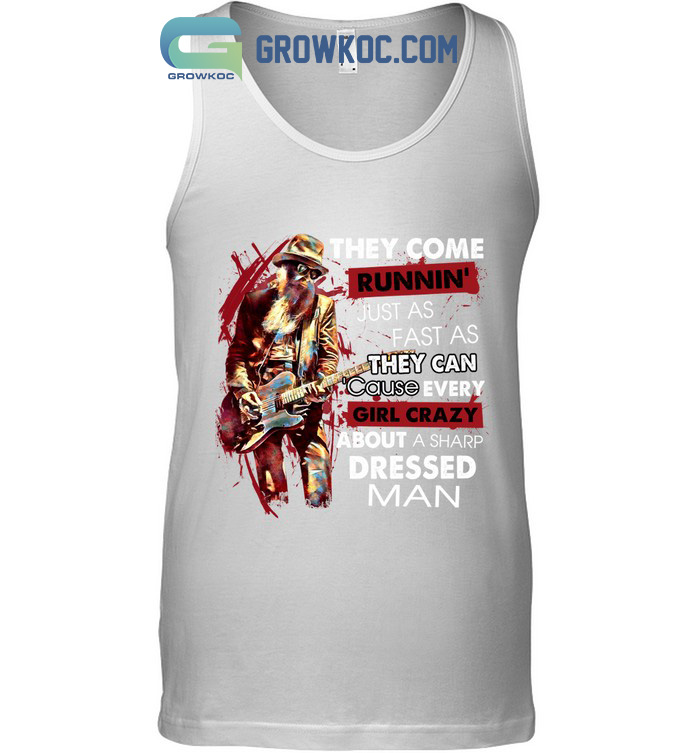 GROWKOC
GROWKOC.COM
THEY COME
RUNNIN'
JUST AS
FAST AS
THEY CAN
'Cause EVERY
GIRL CRAZY
ABOUT A SHARP
DRESSED
MAN